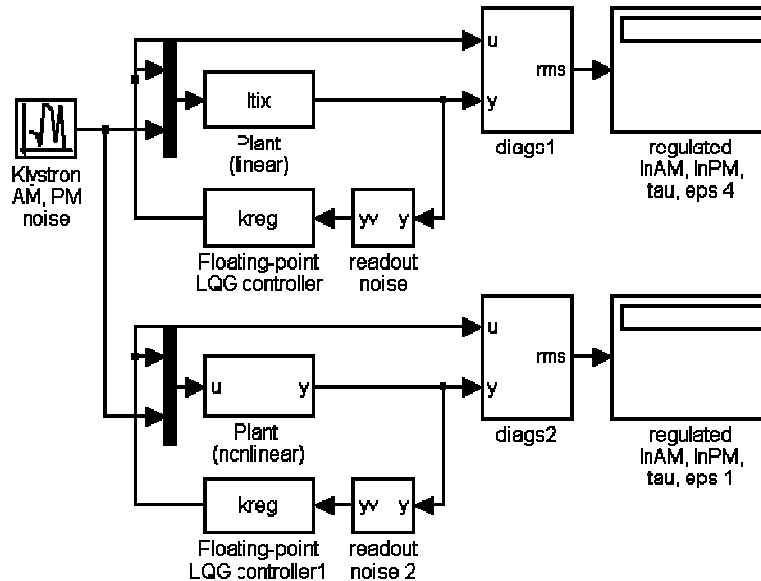 u
rms
ltix
y
Plant
(linear)
diags1
regulated
lnAM, lnPM,
tau, eps 4
Klystron
AM, PM
noise
kreg
yv y
Floating-point
LQG controller
readout
noise
u
rms
u y
y
Plant
(nonlinear)
diags2
regulated
lnAM, lnPM,
tau, eps 1
kreg
yv y
Floating-point
LQG controller1
readout
noise 2